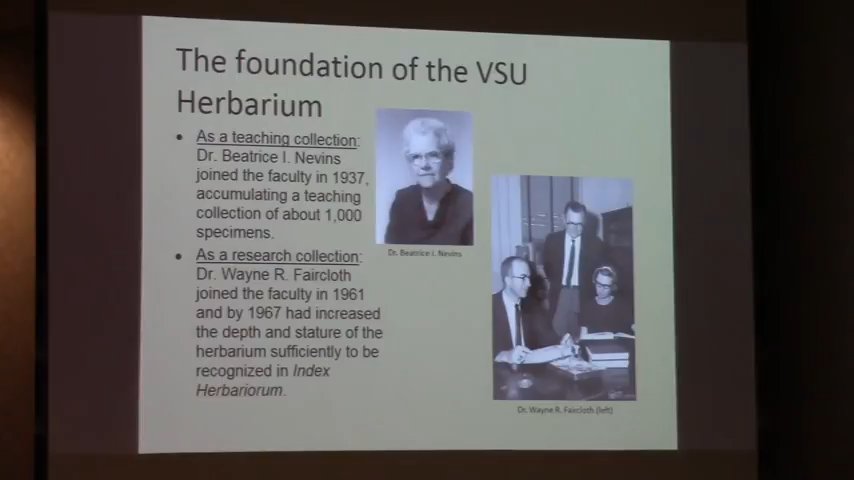 The foundation of the VSU
Herbarium
• As a teaching collection:
Dr. Beatrice I. Nevins
joined the faculty in 1937,
accumulating a teaching
collection of about 1,000
specimens.
• As a research collection:
Dr. Wayne R. Faircloth
joined the faculty in 1961
and by 1967 had increased
the depth and stature of the
herbarium sufficiently to be
recognized in Index
Herbariorum.
Dr. Beatrice I. Nevins
Dr. Wayne R. Faircloth (left)